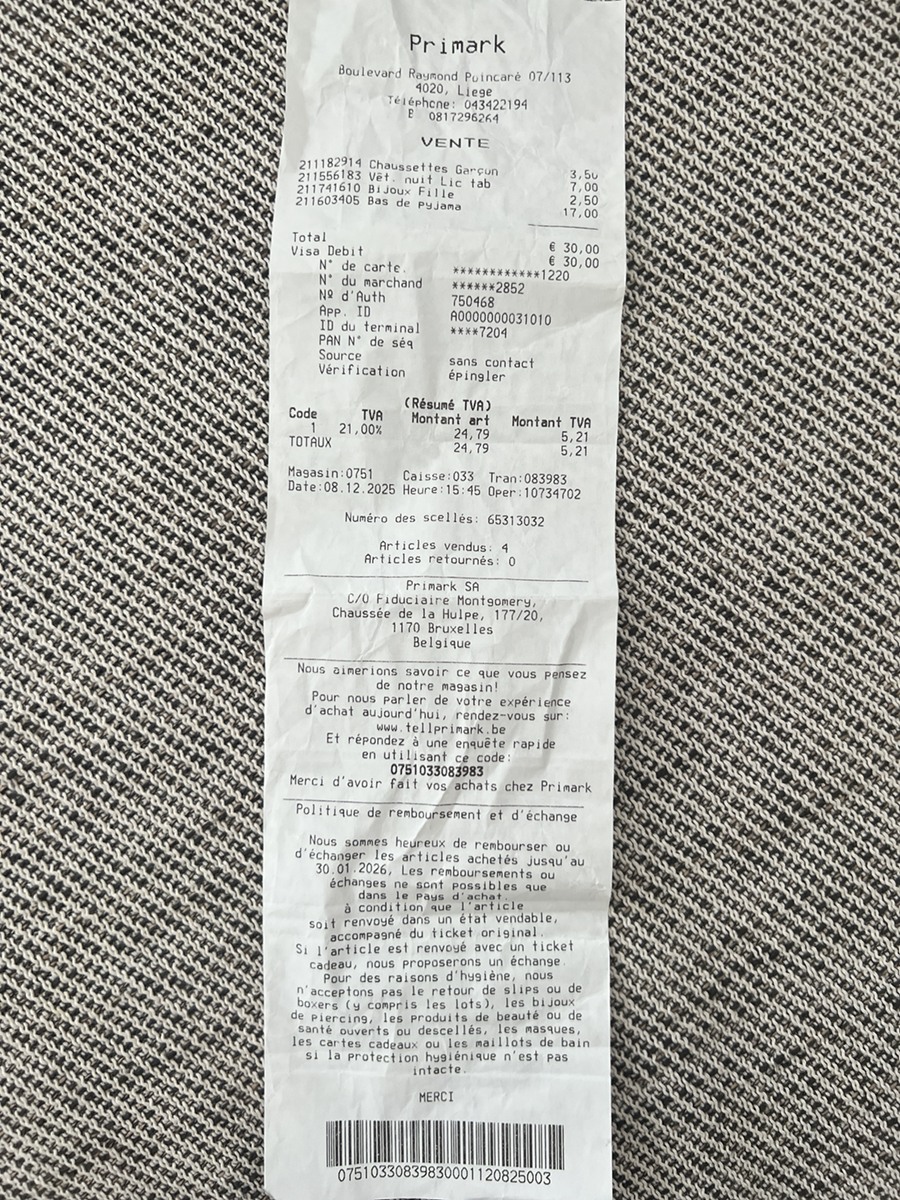 Primark
Boulevard Raymond Puincaré 07/113
4020, Liege
Téléphone: 043422194
E 0817296264
VENTE
211182914 Chaussettes Garçun 3,50
211556183 Vêt. nuit Lic tab 7,00
211741610 Bijoux Fille 2,50
211603405 Bas de pyjama 17,00
Total € 30,00
Visa Debit € 30,00
N° de carte. ************1220
N° du marchand ******2852
Nº d'Auth 750468
App. ID A0000000031010
ID du terminal ****7204
PAN N° de séq
Source sans contact
Vérification épingler
(Résumé TVA)
Code TVA Montant art Montant TVA
1 21,00% 24,79 5,21
TOTAUX 24,79 5,21
Magasin:0751 Caisse:033 Tran:083983
Date:08.12.2025 Heure:15:45 Oper:10734702
Numéro des scellés: 65313032
Articles vendus: 4
Articles retournés: 0
Primark SA
C/O Fiduciaire Montgomery,
Chaussée de la Hulpe, 177/20,
1170 Bruxelles
Belgique
Nous aimerions savoir ce que vous pensez
de notre magasin!
Pour nous parler de votre expérience
d'achat aujourd'hui, rendez-vous sur:
www.tellprimark.be
Et répondez à une enquête rapide
en utilisant ce code:
0751033083983
Merci d'avoir fait vos achats chez Primark
Politique de remboursement et d'échange
Nous sommes heureux de rembourser ou
d'échanger les articles achetés jusqu'au
30.01.2026, Les remboursements ou
échanges ne sont possibles que
dans le pays d'achat.
à condition que l'article
soit renvoyé dans un état vendable,
accompagné du ticket original.
Si l'article est renvoyé avec un ticket
cadeau, nous proposerons un échange.
Pour des raisons d'hygiène, nous
n'acceptons pas le retour de slips ou de
boxers (y compris les lots), les bijoux
de piercing, les produits de beauté ou de
santé ouverts ou descellés, les masques,
les cartes cadeaux ou les maillots de bain
si la protection hygiénique n'est pas
intacte.
MERCI
07510330839830001120825003